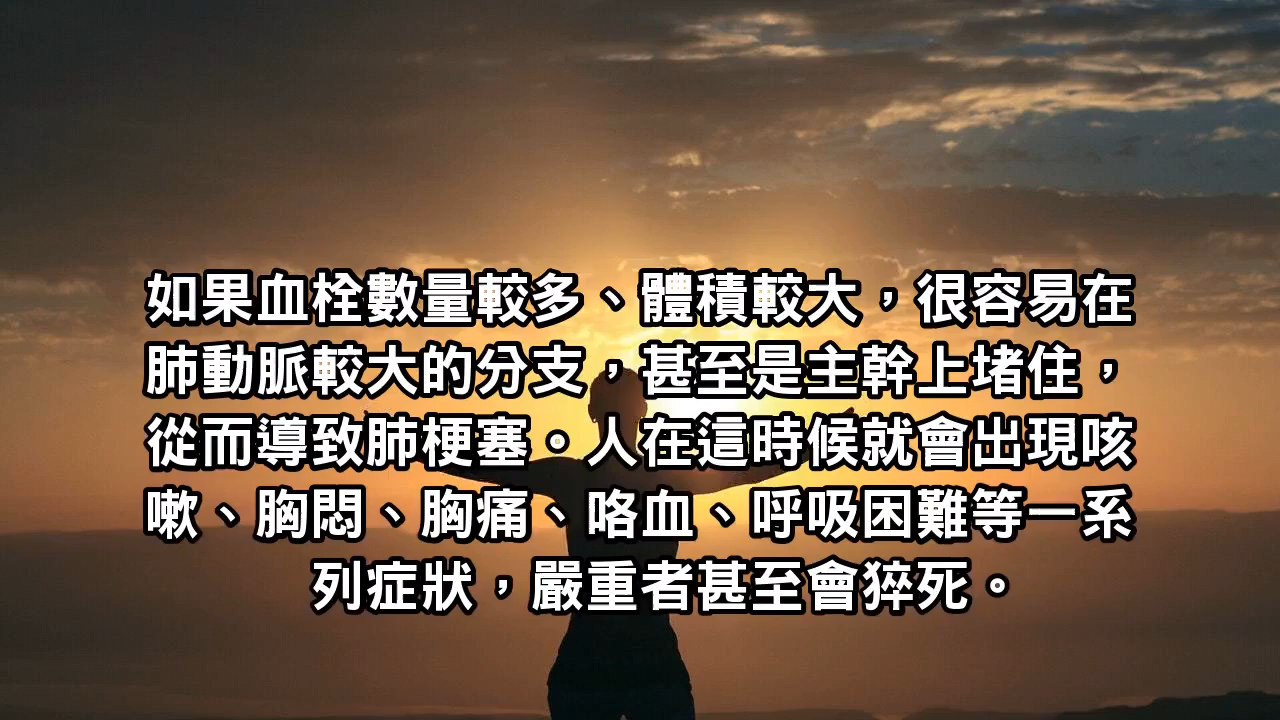 如果血栓數量較多、體積較大，很容易在
肺動脈較大的分支，甚至是主幹上堵住，
從而導致肺梗塞。人在這時候就會出現咳
嗽、胸悶、胸痛、咯血、呼吸困難等一系
列症狀，嚴重者甚至會猝死。